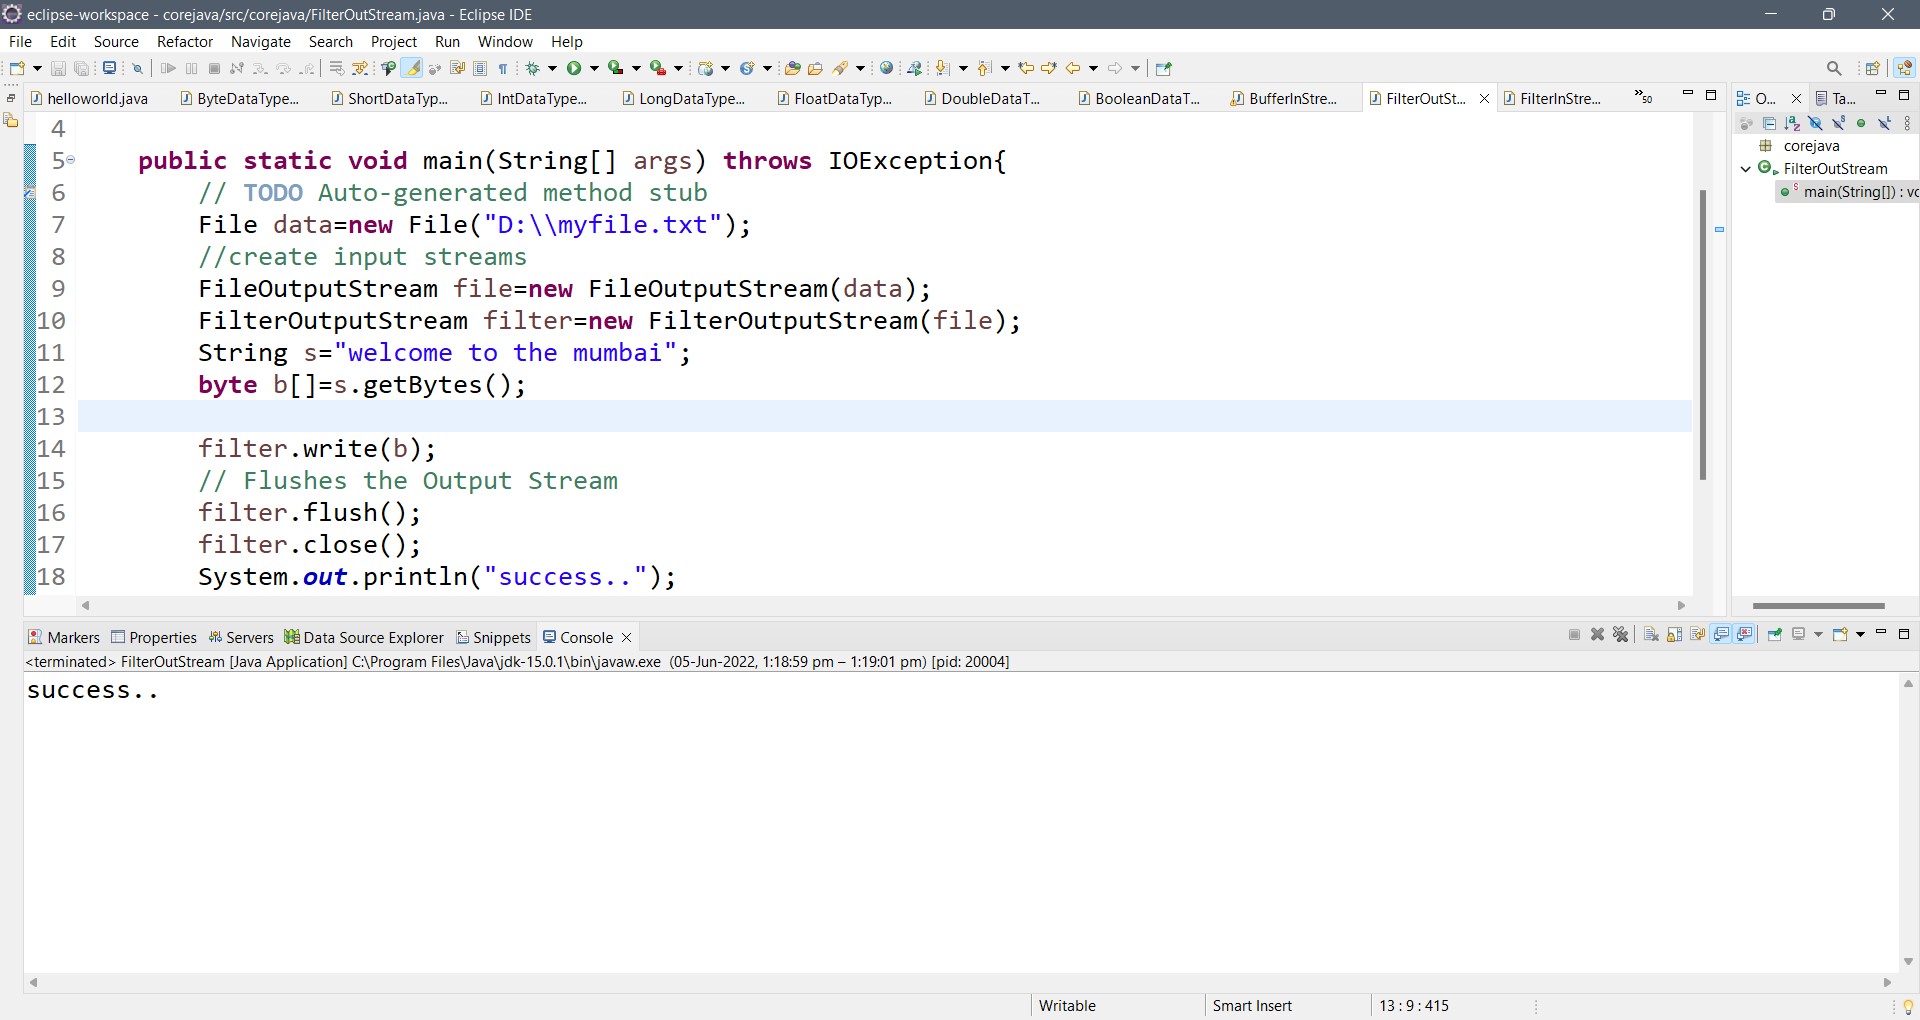 eclipse-workspace - corejava/src/corejava/FilterOutStream.java - Eclipse IDE
File Edit Source Refactor Navigate Search Project Run Window Help
helloworld.java ByteDataType... ShortDataTyp... IntDataType... LongDataType... FloatDataTyp... DoubleDataT... BooleanDataT... BufferInStre... FilterOutSt... FilterInStre... »50
O... Ta...
4
5 public static void main(String[] args) throws IOException{
6 // TODO Auto-generated method stub
7 File data=new File("D:\\myfile.txt");
8 //create input streams
9 FileOutputStream file=new FileOutputStream(data);
10 FilterOutputStream filter=new FilterOutputStream(file);
11 String s="welcome to the mumbai";
12 byte b[]=s.getBytes();
13
14 filter.write(b);
15 // Flushes the Output Stream
16 filter.flush();
17 filter.close();
18 System.out.println("success..");
corejava
FilterOutStream
main(String[]) : vo
Markers Properties Servers Data Source Explorer Snippets Console
<terminated> FilterOutStream [Java Application] C:\Program Files\Java\jdk-15.0.1\bin\javaw.exe (05-Jun-2022, 1:18:59 pm – 1:19:01 pm) [pid: 20004]
success..
Writable Smart Insert 13 : 9 : 415